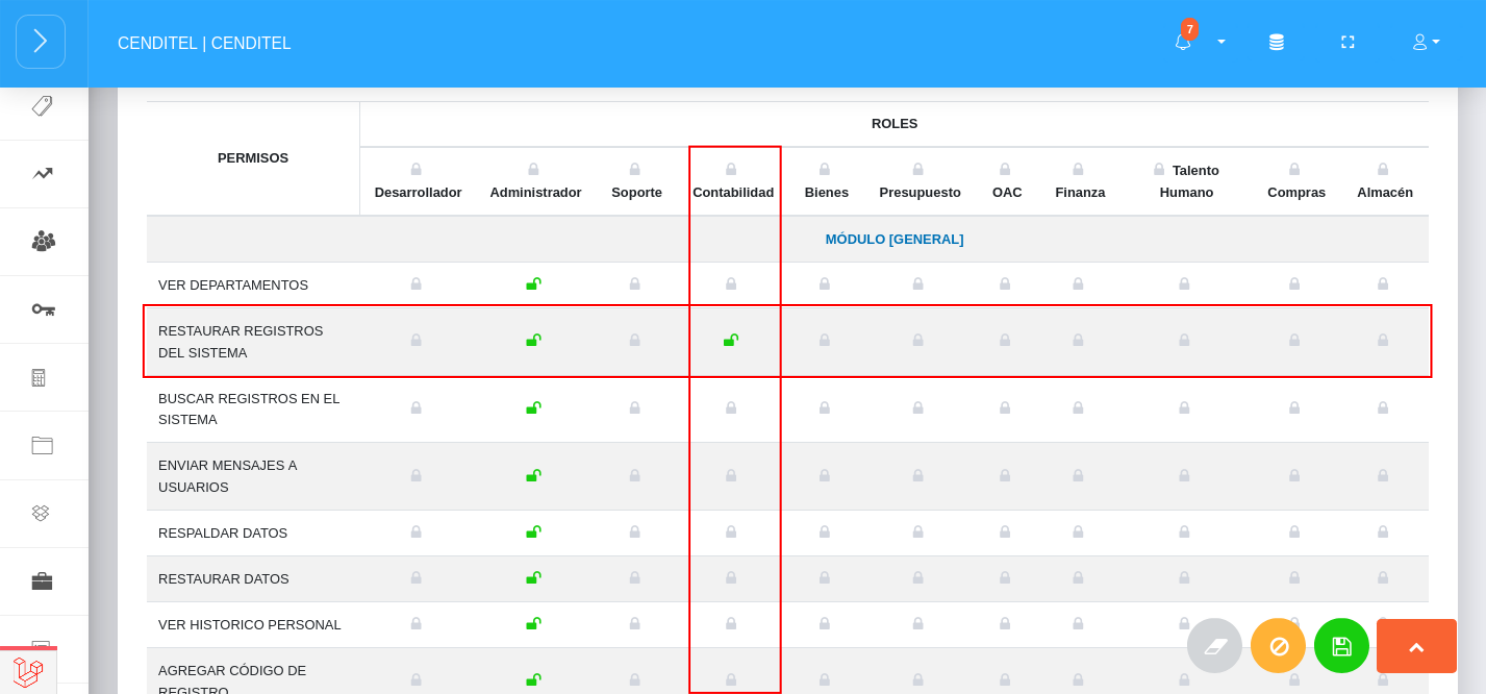 CENDITEL | CENDITEL
7
ROLES
PERMISOS
Talento
Desarrollador Administrador Soporte Contabilidad Bienes Presupuesto OAC Finanza Humano Compras Almacén
MÓDULO [GENERAL]
VER DEPARTAMENTOS
RESTAURAR REGISTROS
DEL SISTEMA
BUSCAR REGISTROS EN EL
SISTEMA
ENVIAR MENSAJES A
USUARIOS
RESPALDAR DATOS
RESTAURAR DATOS
VER HISTORICO PERSONAL
AGREGAR CÓDIGO DE
REGISTRO